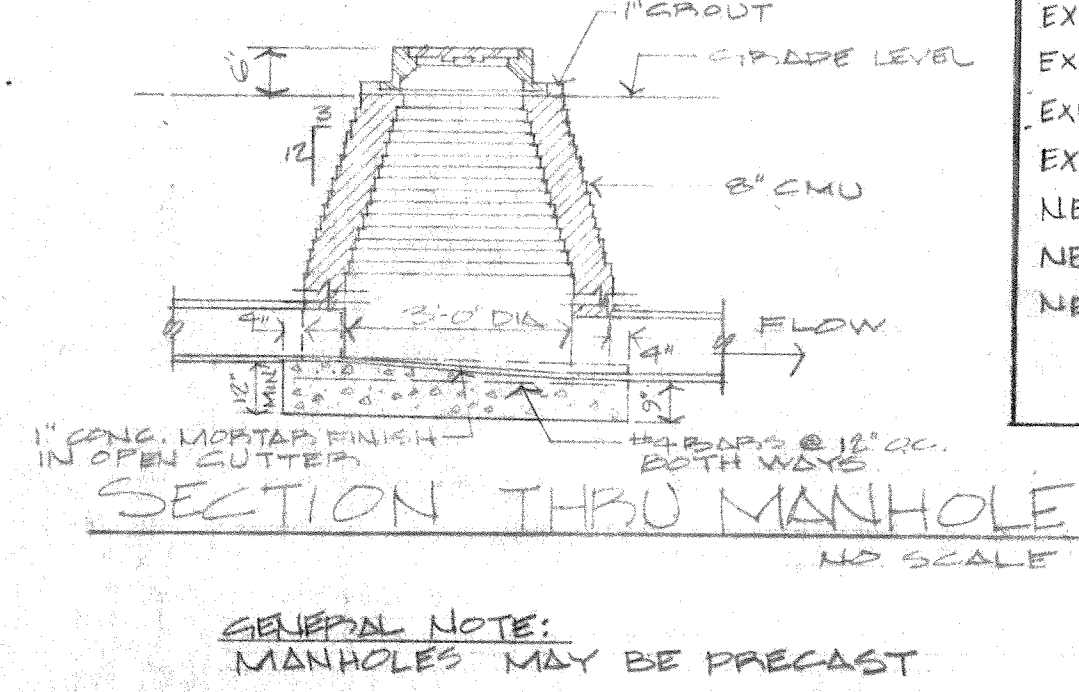 1" GROUT
GRADE LEVEL
6"
12
3
8" CMU
4"
3'-0" DIA
4"
FLOW
12" MIN
9"
1" CONC. MORTAR FINISH
IN OPEN GUTTER
#4 BARS @ 12" O.C.
BOTH WAYS
SECTION THRU MANHOLE
NO SCALE
GENERAL NOTE:
MANHOLES MAY BE PRECAST
EX
EX
EXI
EX
NE
NE
NE